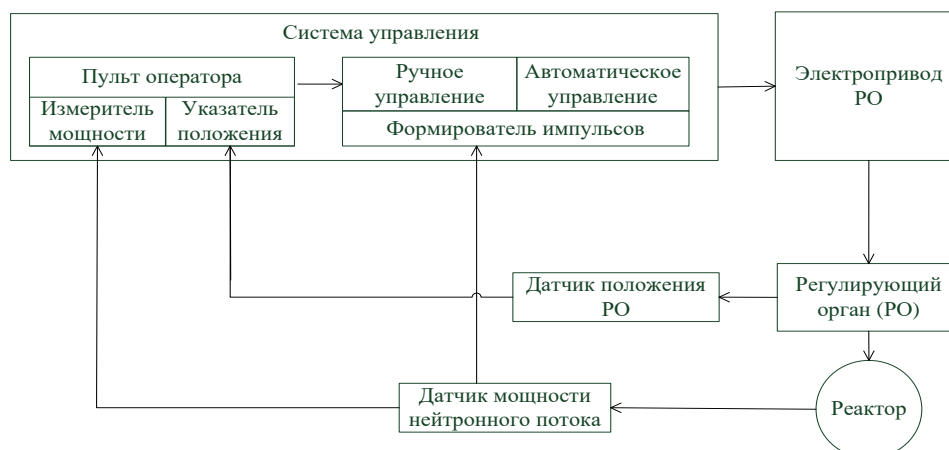 Система управления
Пульт оператора
Измеритель
мощности
Указатель
положения
Ручное
управление
Автоматическое
управление
Формирователь импульсов
Электропривод
РО
Датчик положения
РО
Регулирующий
орган (РО)
Датчик мощности
нейтронного потока
Реактор